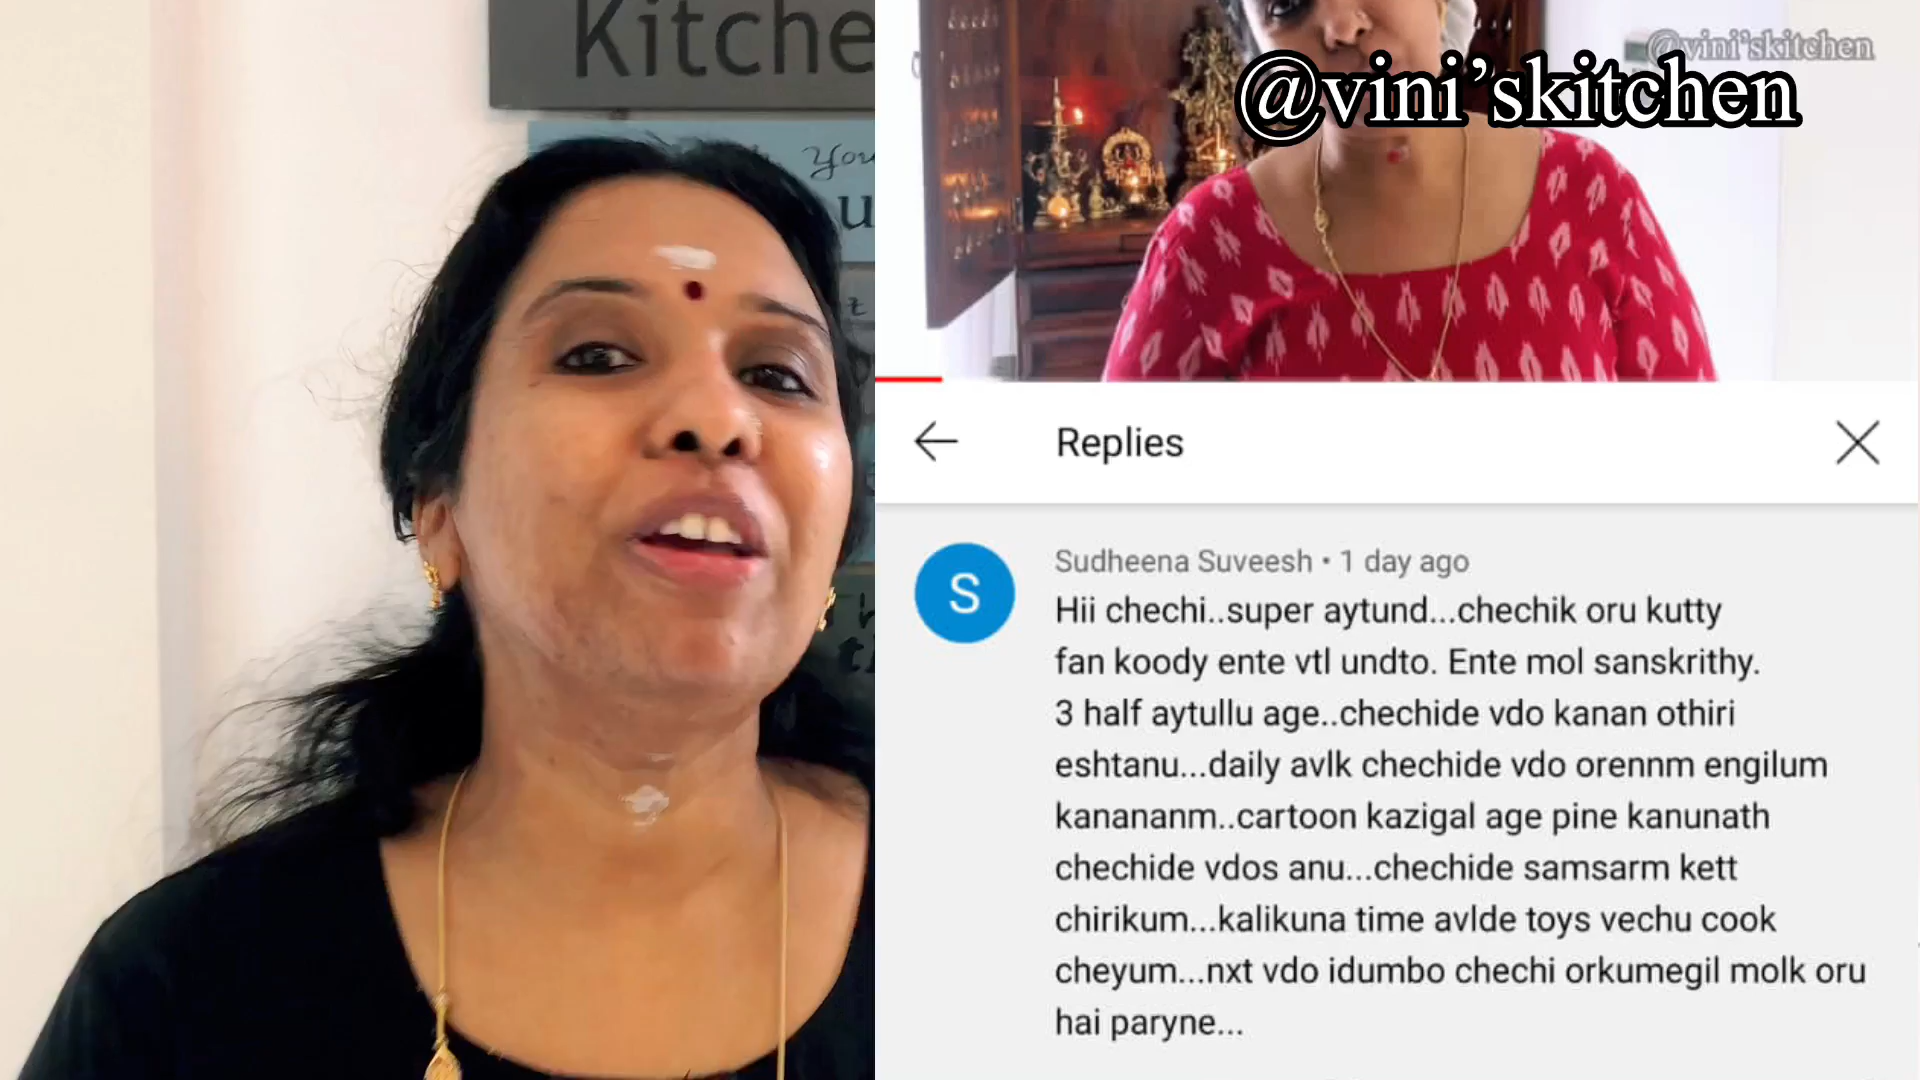 Kitche
You
@vini'skitchen
@vini'skitchen
Replies
Sudheena Suveesh • 1 day ago
Hii chechi..super aytund...chechik oru kutty
fan koody ente vtl undto. Ente mol sanskrithy.
3 half aytullu age..chechide vdo kanan othiri
eshtanu...daily avlk chechide vdo orennm engilum
kanananm..cartoon kazigal age pine kanunath
chechide vdos anu...chechide samsarm kett
chirikum...kalikuna time avlde toys vechu cook
cheyum...nxt vdo idumbo chechi orkumegil molk oru
hai paryne...
S